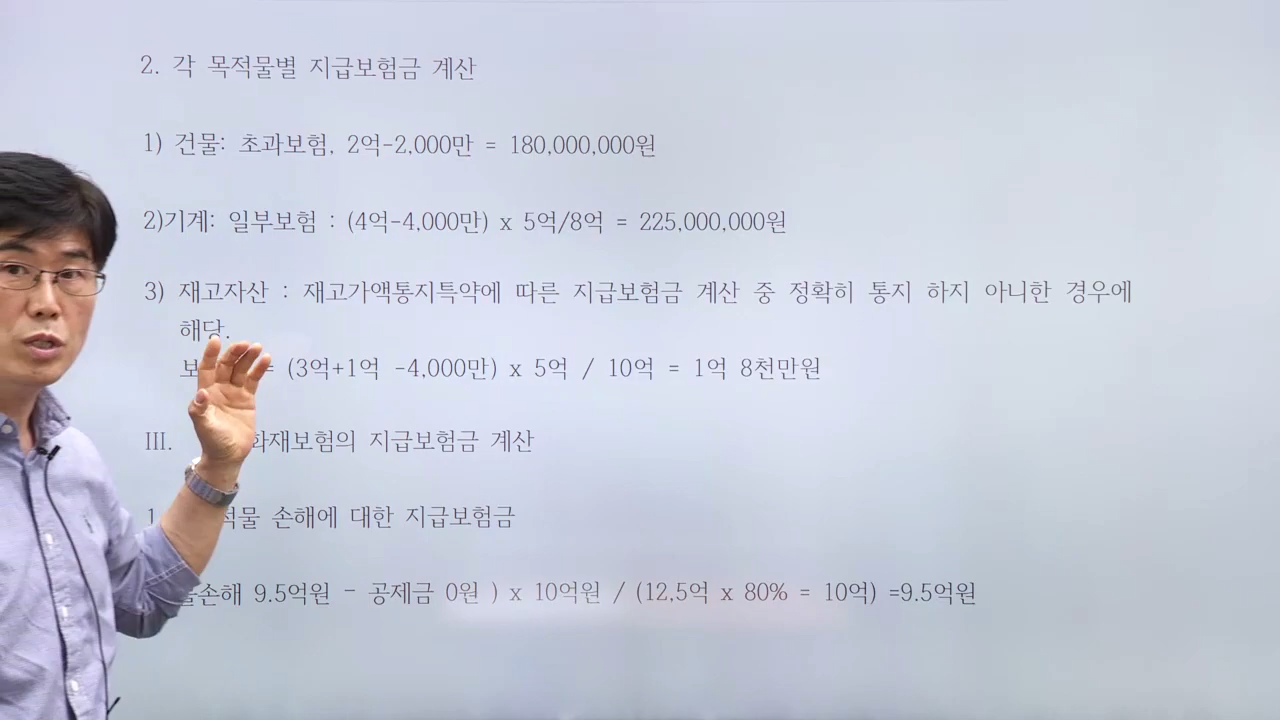 2. 각 목적물별 지급보험금 계산
1) 건물: 초과보험, 2억-2,000만 = 180,000,000원
2)기계: 일부보험 : (4억-4,000만) x 5억/8억 = 225,000,000원
3) 재고자산 : 재고가액통지특약에 따른 지급보험금 계산 중 정확히 통지 하지 아니한 경우에
해당.
= (3억+1억 -4,000만) x 5억 / 10억 = 1억 8천만원
III. 화재보험의 지급보험금 계산
1 손해에 대한 지급보험금
9.5억원 - 공제금 0원 ) x 10억원 / (12,5억 x 80% = 10억) =9.5억원